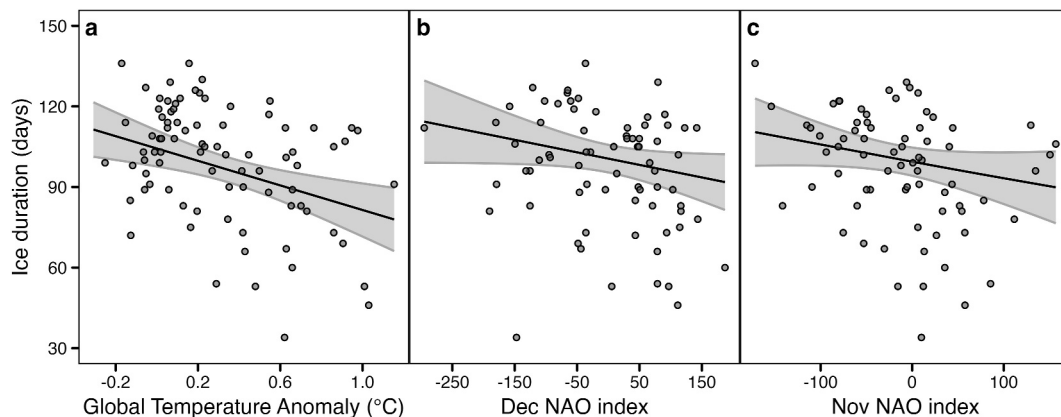 a b c
150
120
90
60
30
Ice duration (days)
-0.2 0.2 0.6 1.0 -250 -150 -50 50 150 -100 0 100
Global Temperature Anomaly (°C) Dec NAO index Nov NAO index